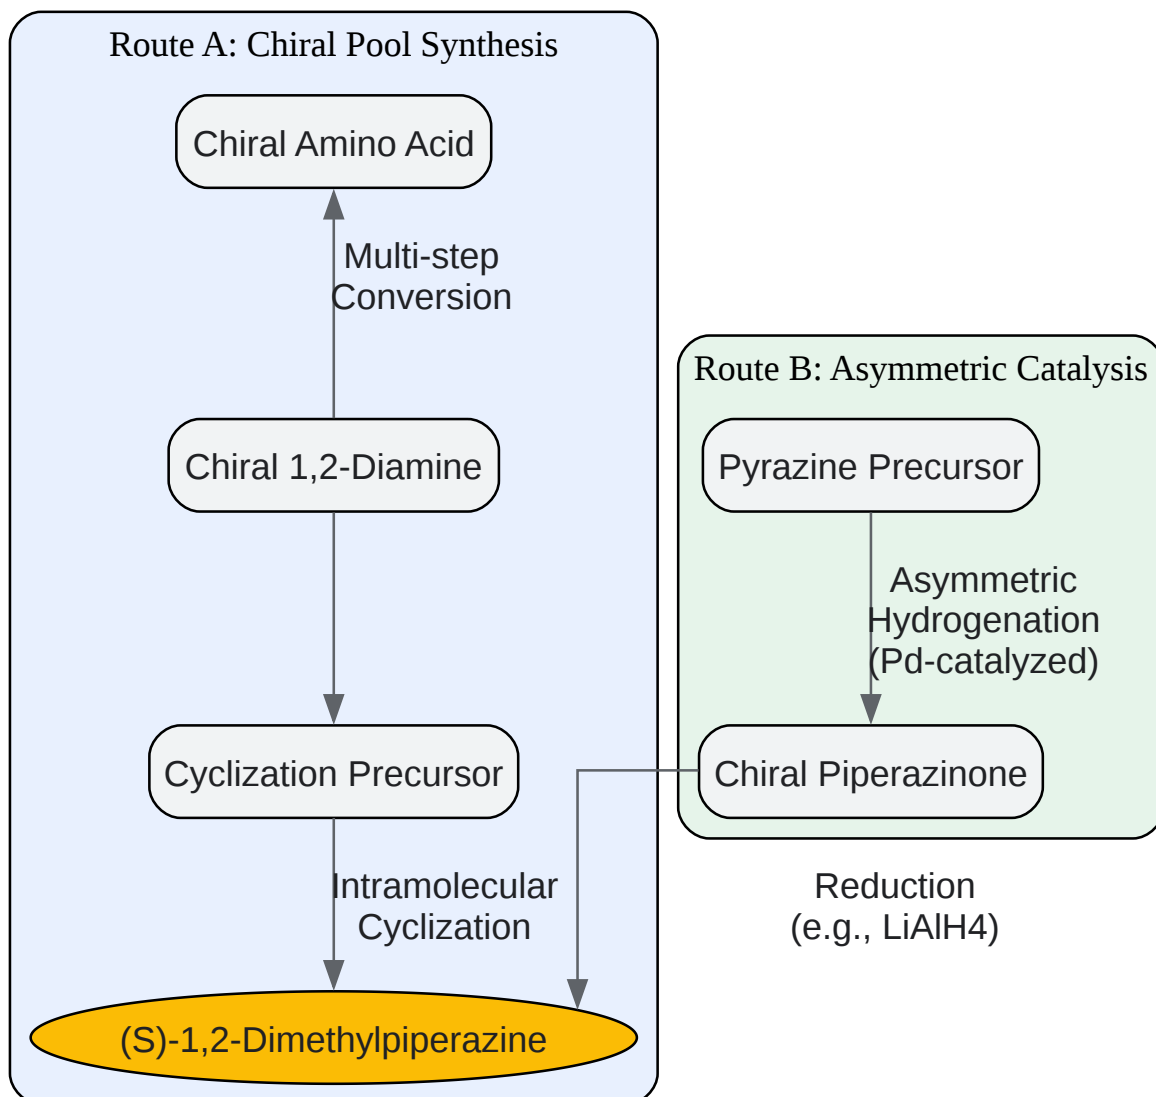 Route A: Chiral Pool Synthesis
Chiral Amino Acid
Multi-step
Conversion
Chiral 1,2-Diamine
Cyclization Precursor
Intramolecular
Cyclization
(S)-1,2-Dimethylpiperazine
Route B: Asymmetric Catalysis
Pyrazine Precursor
Asymmetric
Hydrogenation
(Pd-catalyzed)
Chiral Piperazinone
Reduction
(e.g., LiAlH4)